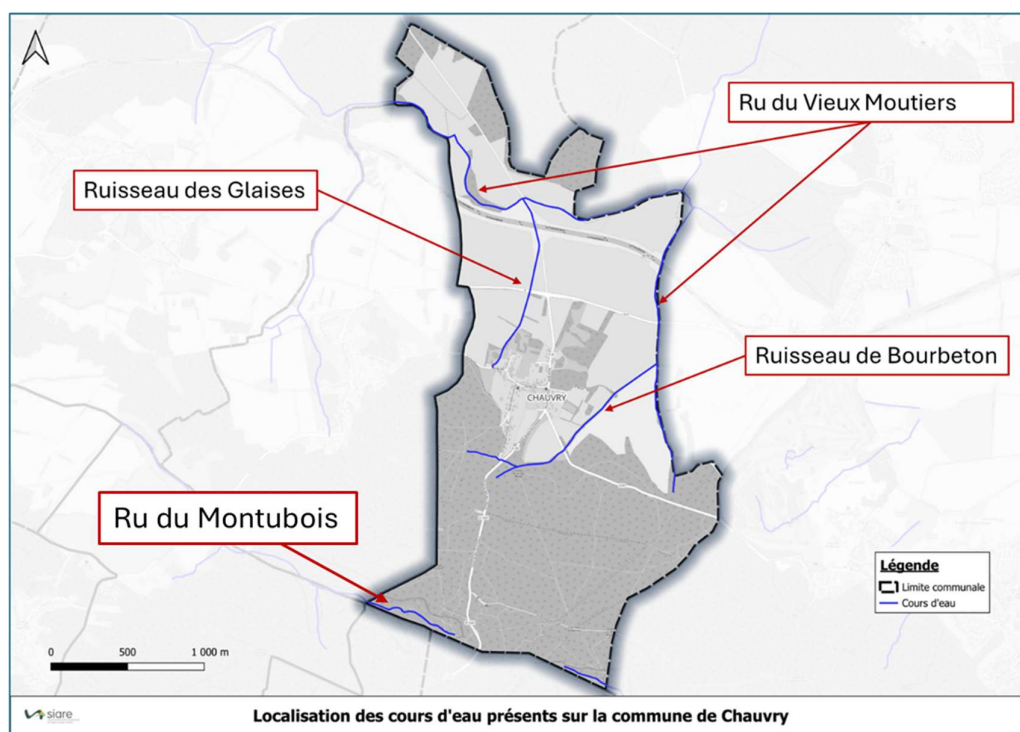 Ru du Vieux Moutiers
Ruisseau des Glaises
Ruisseau de Bourbeton
CHAUVRY
Ru du Montubois
Légende
Limite communale
Cours d'eau
0 500 1 000 m
siare
Localisation des cours d'eau présents sur la commune de Chauvry